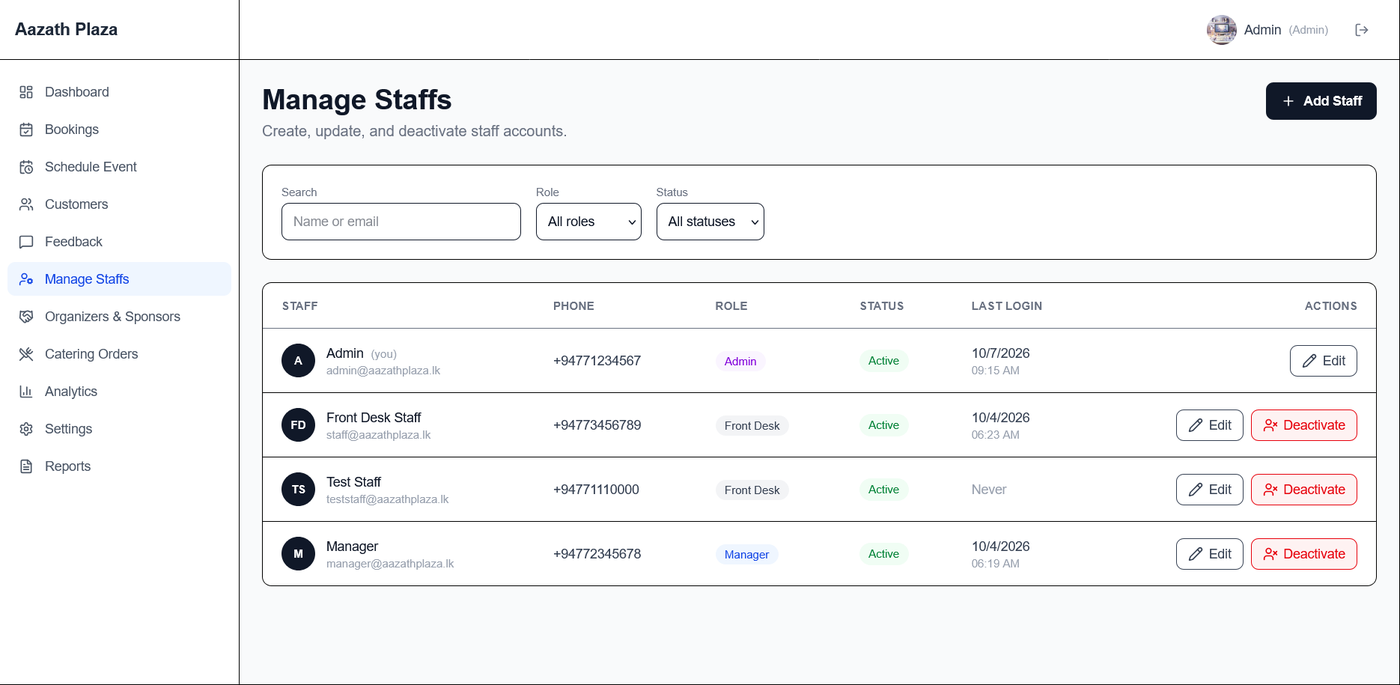 Aazath Plaza
Admin (Admin)
Dashboard
Bookings
Schedule Event
Customers
Feedback
Manage Staffs
Organizers & Sponsors
Catering Orders
Analytics
Settings
Reports
Manage Staffs
Create, update, and deactivate staff accounts.
+ Add Staff
Search Role Status
Name or email All roles All statuses
STAFF PHONE ROLE STATUS LAST LOGIN ACTIONS
A Admin (you) +94771234567 Admin Active 10/7/2026 Edit
admin@aazathplaza.lk 09:15 AM
FD Front Desk Staff +94773456789 Front Desk Active 10/4/2026 Edit Deactivate
staff@aazathplaza.lk 06:23 AM
TS Test Staff +94771110000 Front Desk Active Never Edit Deactivate
teststaff@aazathplaza.lk
M Manager +94772345678 Manager Active 10/4/2026 Edit Deactivate
manager@aazathplaza.lk 06:19 AM